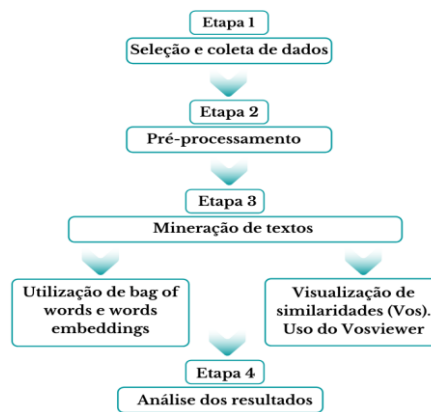 Etapa 1
Seleção e coleta de dados
Etapa 2
Pré-processamento
Etapa 3
Mineração de textos
Utilização de bag of
words e words
embeddings
Visualização de
similaridades (Vos).
Uso do Vosviewer
Etapa 4
Análise dos resultados